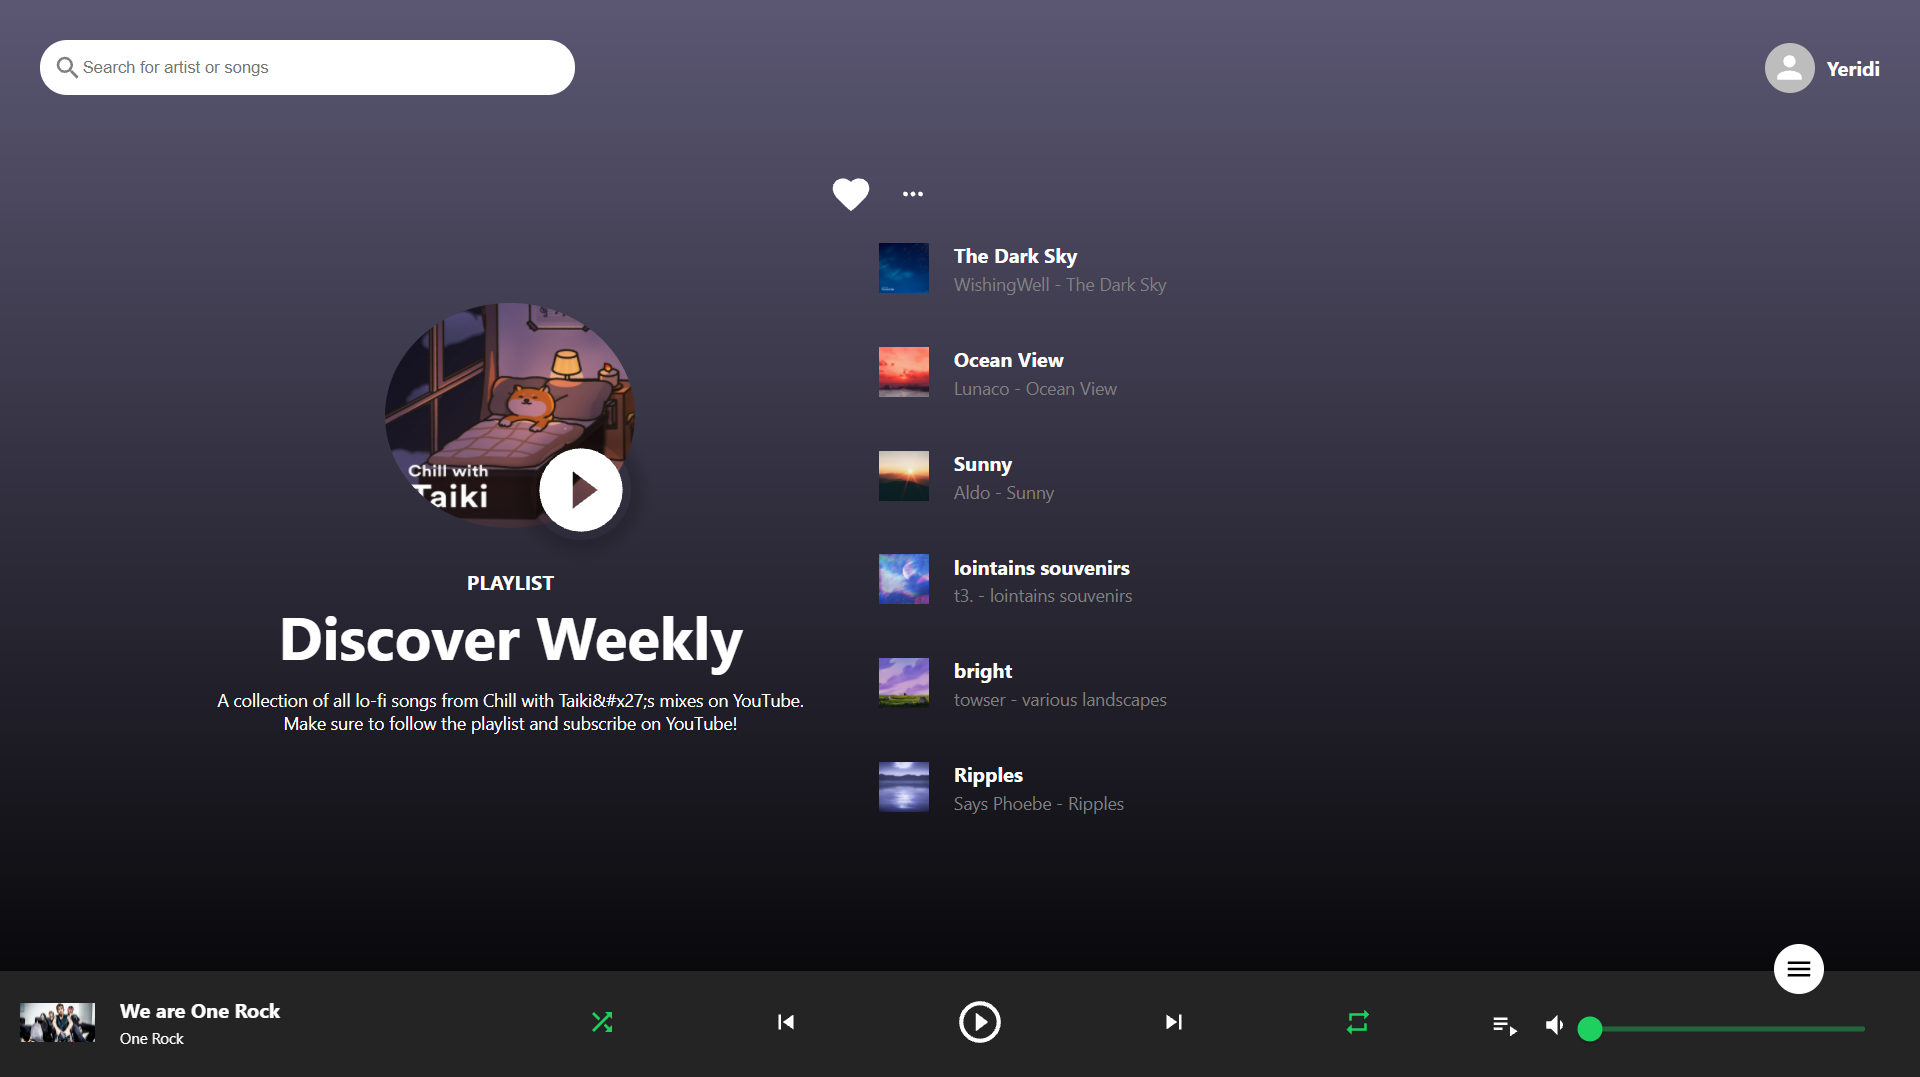 Search for artist or songs
Yeridi
Chill with
Taiki
PLAYLIST
Discover Weekly
A collection of all lo-fi songs from Chill with Taiki&#x27;s mixes on YouTube.
Make sure to follow the playlist and subscribe on YouTube!
The Dark Sky
WishingWell - The Dark Sky
Ocean View
Lunaco - Ocean View
Sunny
Aldo - Sunny
lointains souvenirs
t3. - lointains souvenirs
bright
towser - various landscapes
Ripples
Says Phoebe - Ripples
We are One Rock
One Rock